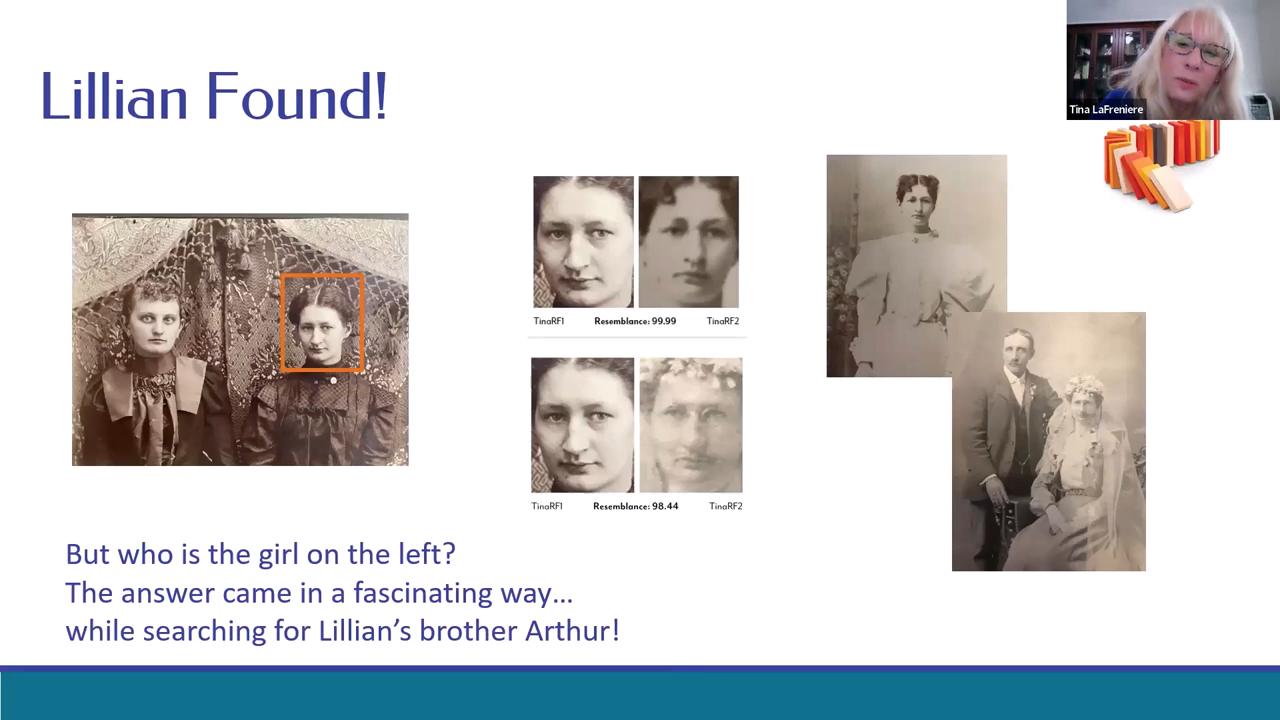 Lillian Found!
Tina LaFreniere
TinaRF1 Resemblance: 99.99 TinaRF2
TinaRF1 Resemblance: 98.44 TinaRF2
But who is the girl on the left?
The answer came in a fascinating way…
while searching for Lillian’s brother Arthur!